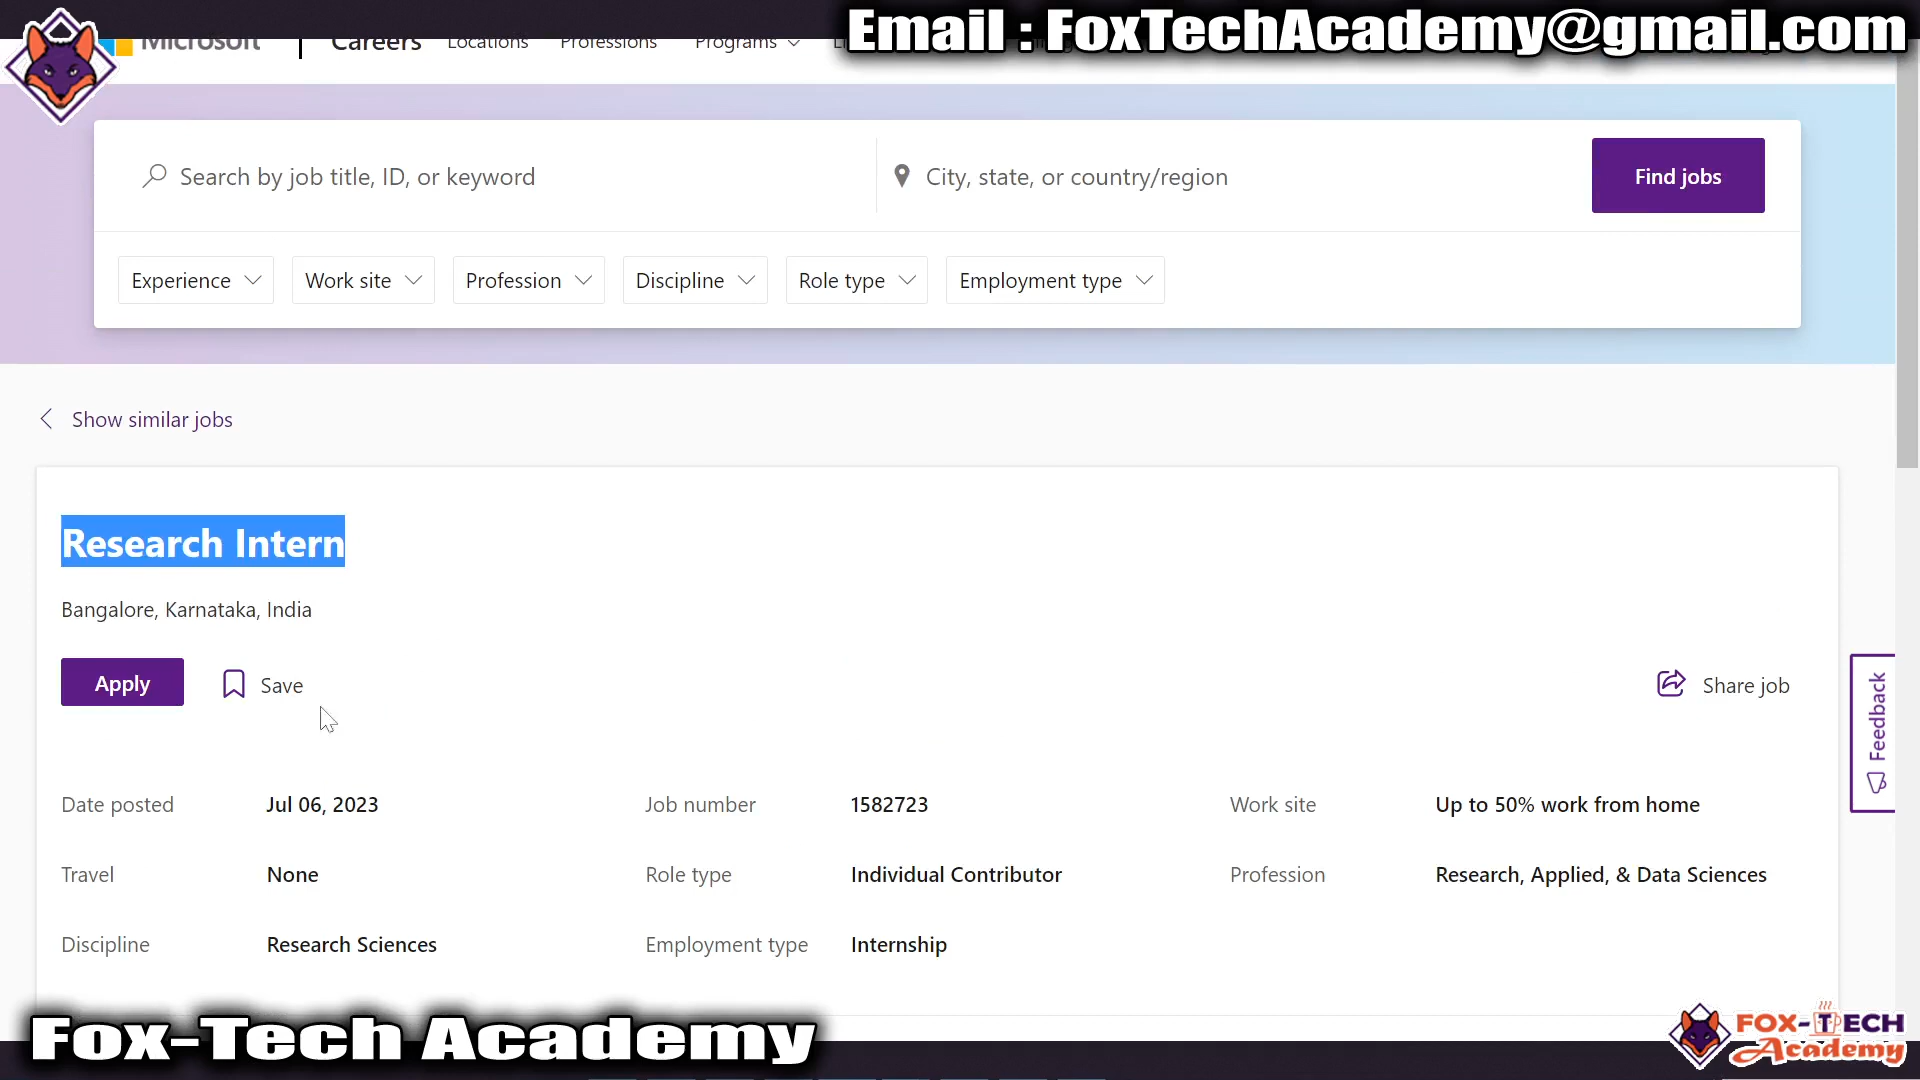 Email : FoxTechAcademy@gmail.com
Microsoft
Careers
Locations
Professions
Programs
Search by job title, ID, or keyword
City, state, or country/region
Find jobs
Experience
Work site
Profession
Discipline
Role type
Employment type
Show similar jobs
Research Intern
Bangalore, Karnataka, India
Apply
Save
Share job
Feedback
Date posted
Jul 06, 2023
Job number
1582723
Work site
Up to 50% work from home
Travel
None
Role type
Individual Contributor
Profession
Research, Applied, & Data Sciences
Discipline
Research Sciences
Employment type
Internship
Fox-Tech Academy
FOX-TECH
Academy